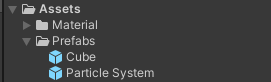 Assets
Material
Prefabs
Cube
Particle System